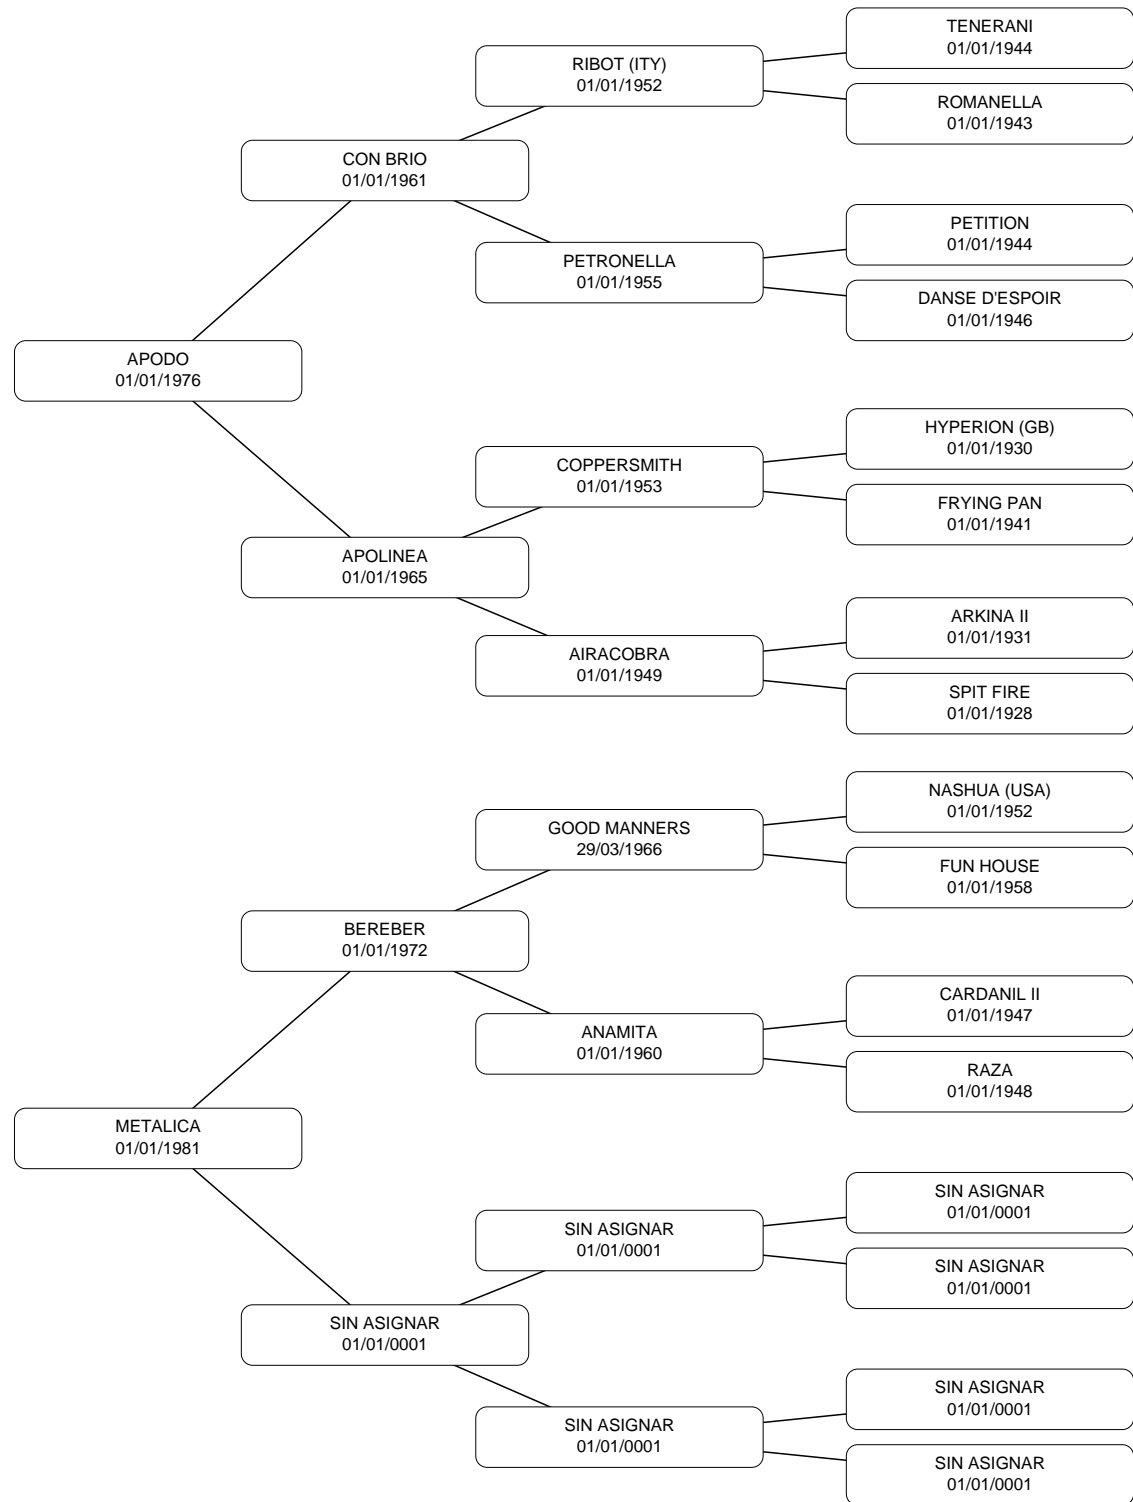 TENERANI
01/01/1944
RIBOT (ITY)
01/01/1952
ROMANELLA
01/01/1943
CON BRIO
01/01/1961
PETITION
01/01/1944
PETRONELLA
01/01/1955
DANSE D'ESPOIR
01/01/1946
APODO
01/01/1976
HYPERION (GB)
01/01/1930
COPPERSMITH
01/01/1953
FRYING PAN
01/01/1941
APOLINEA
01/01/1965
ARKINA II
01/01/1931
AIRACOBRA
01/01/1949
SPIT FIRE
01/01/1928
NASHUA (USA)
01/01/1952
GOOD MANNERS
29/03/1966
FUN HOUSE
01/01/1958
BEREBER
01/01/1972
CARDANIL II
01/01/1947
ANAMITA
01/01/1960
RAZA
01/01/1948
METALICA
01/01/1981
SIN ASIGNAR
01/01/0001
SIN ASIGNAR
01/01/0001
SIN ASIGNAR
01/01/0001
SIN ASIGNAR
01/01/0001
SIN ASIGNAR
01/01/0001
SIN ASIGNAR
01/01/0001
SIN ASIGNAR
01/01/0001